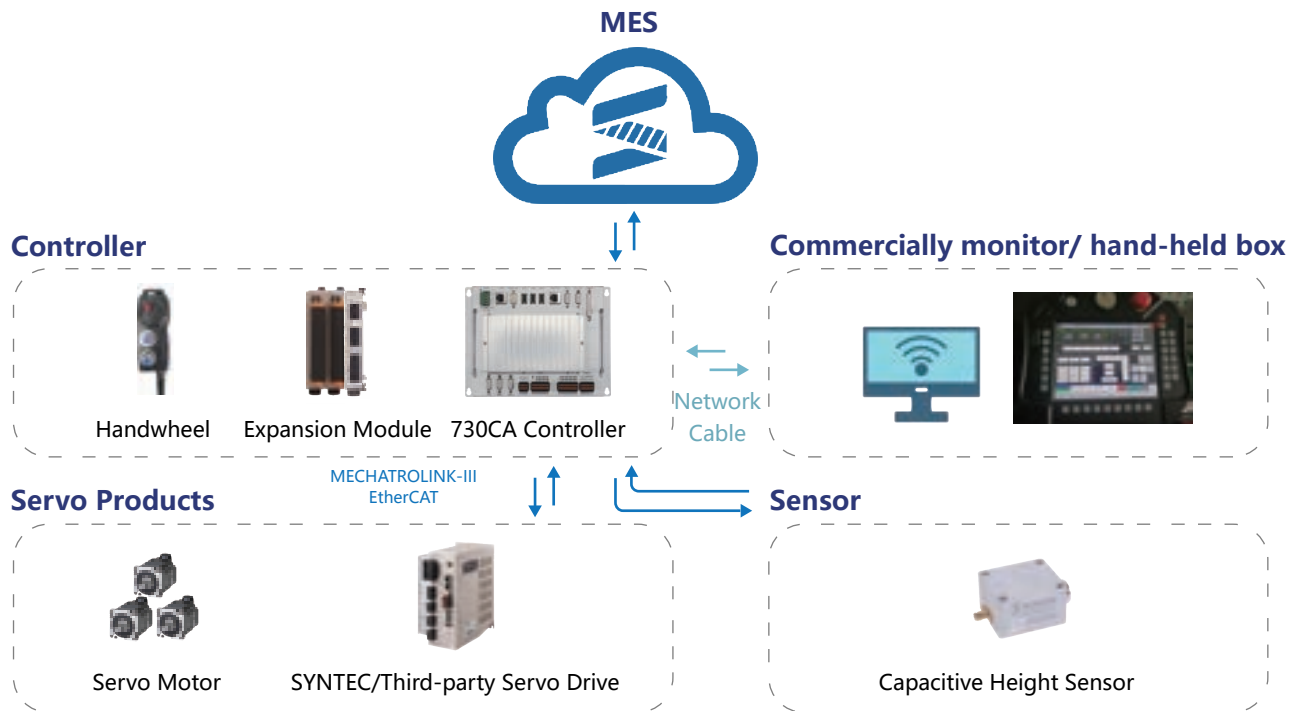 MES
Controller
Commercially monitor/ hand-held box
Handwheel
Expansion Module
730CA Controller
Network
Cable
MECHATROLINK-III
EtherCAT
Servo Products
Sensor
Servo Motor
SYNTEC/Third-party Servo Drive
Capacitive Height Sensor